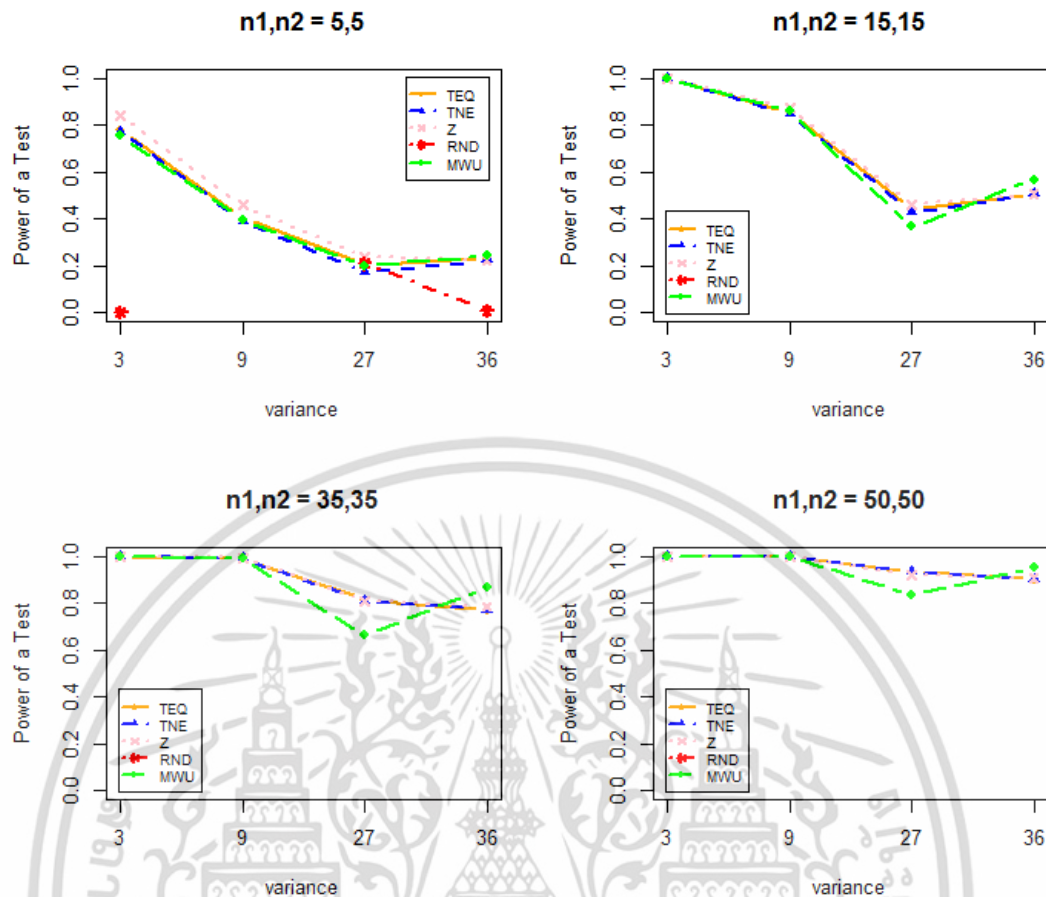 n1,n2 = 5,5
Power of a Test
1.0
0.8
0.6
0.4
0.2
0.0
TEQ
TNE
Z
RND
MWU
3 9 27 36
variance
n1,n2 = 15,15
Power of a Test
1.0
0.8
0.6
0.4
0.2
0.0
TEQ
TNE
Z
RND
MWU
3 9 27 36
variance
n1,n2 = 35,35
Power of a Test
1.0
0.8
0.6
0.4
0.2
0.0
TEQ
TNE
Z
RND
MWU
3 9 27 36
variance
n1,n2 = 50,50
Power of a Test
1.0
0.8
0.6
0.4
0.2
0.0
TEQ
TNE
Z
RND
MWU
3 9 27 36
variance